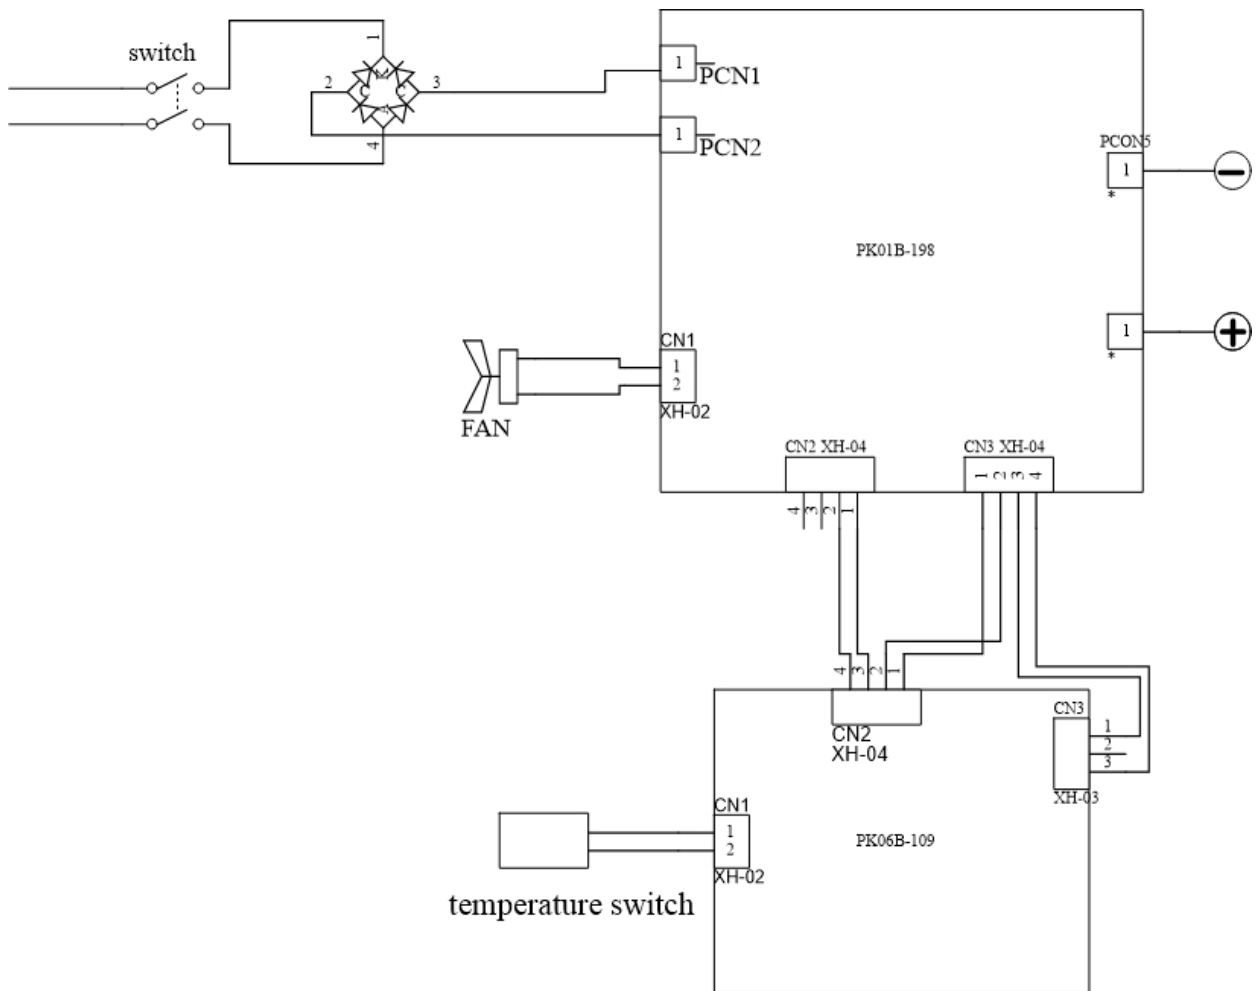 switch
1
2
3
4
1
PCN1
1
PCN2
PCON5
1
*
PK01B-198
1
*
CN1
1
2
XH-02
FAN
CN2 XH-04
4 3 2 1
CN3 XH-04
1 2 3 4
4 3 2 1
CN2
XH-04
CN3
1
2
3
XH-03
CN1
1
2
XH-02
PK06B-109
temperature switch